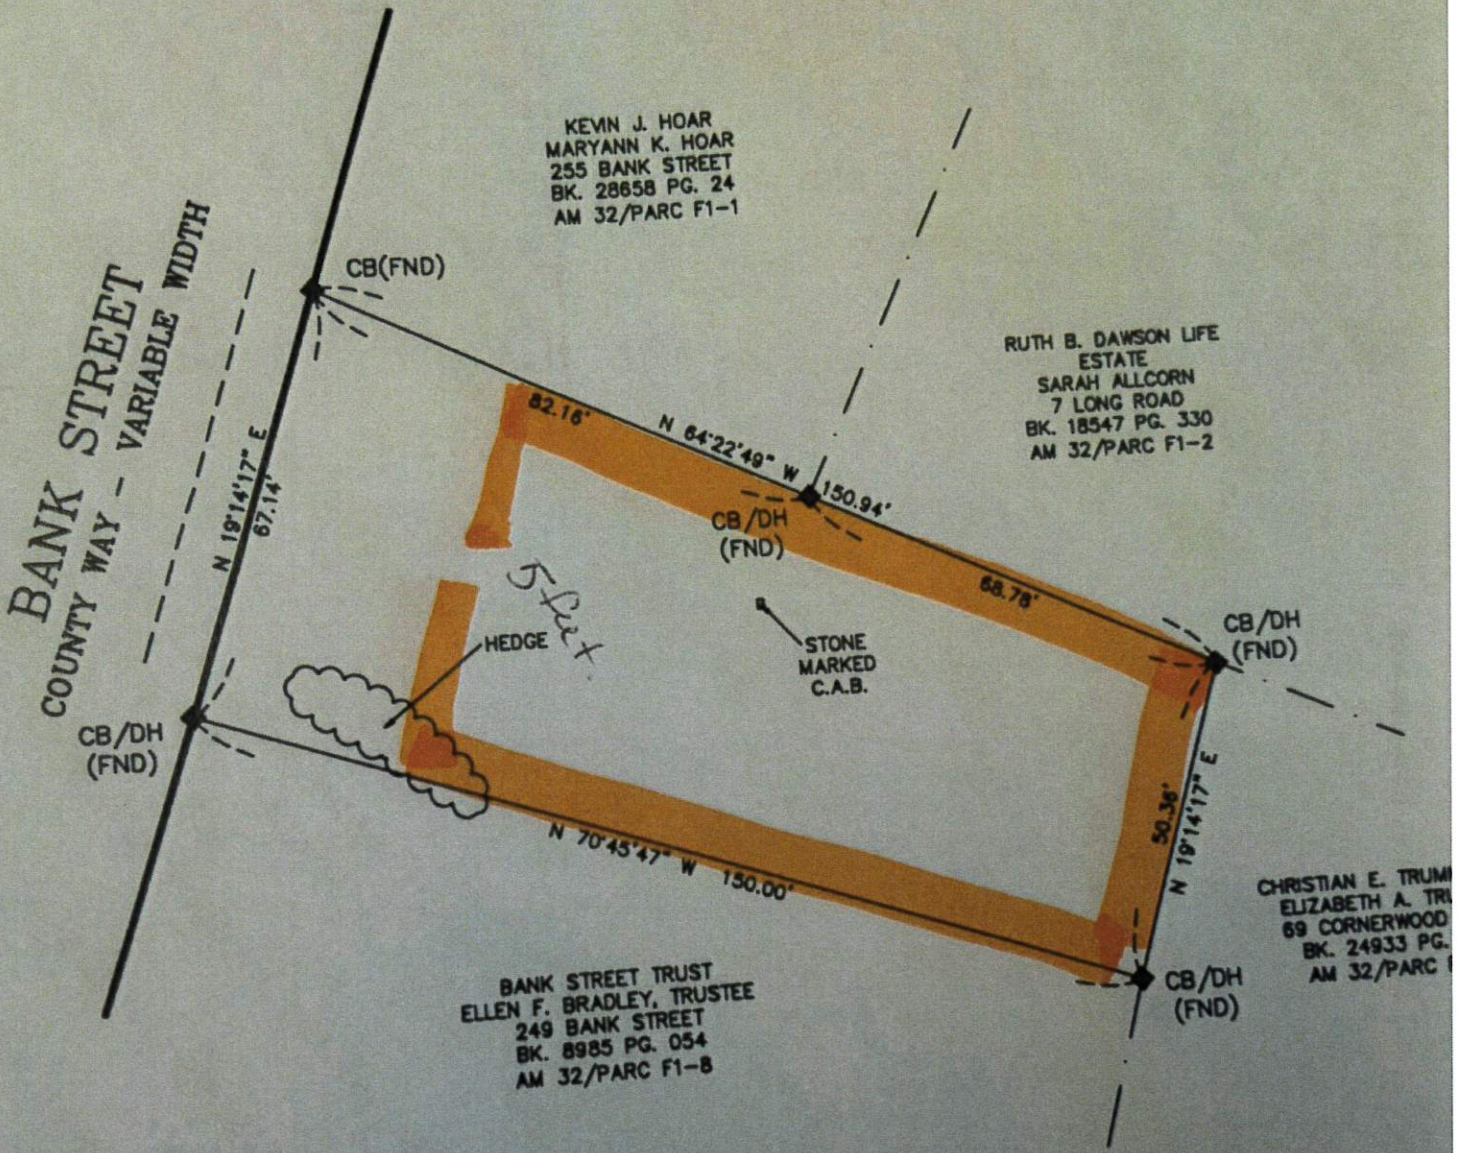 KEVIN J. HOAR
MARYANN K. HOAR
255 BANK STREET
BK. 28658 PG. 24
AM 32/PARC F1-1
BANK STREET
COUNTY WAY - VARIABLE WIDTH
CB(FND)
N 19°14'17" E
67.14'
RUTH B. DAWSON LIFE
ESTATE
SARAH ALLCORN
7 LONG ROAD
BK. 18547 PG. 330
AM 32/PARC F1-2
82.16'
N 64°22'49" W
150.94'
CB/DH
(FND)
68.78'
5 feet
HEDGE
STONE
MARKED
C.A.B.
CB/DH
(FND)
CB/DH
(FND)
50.36'
N 19°14'17" E
N 70°45'47" W
150.00'
CHRISTIAN E.
ELIZABETH A.
69 CORNERWOOD
BK. 24933 PG.
AM 32/PARC
CB/DH
(FND)
BANK STREET TRUST
ELLEN F. BRADLEY, TRUSTEE
249 BANK STREET
BK. 8985 PG. 054
AM 32/PARC F1-8